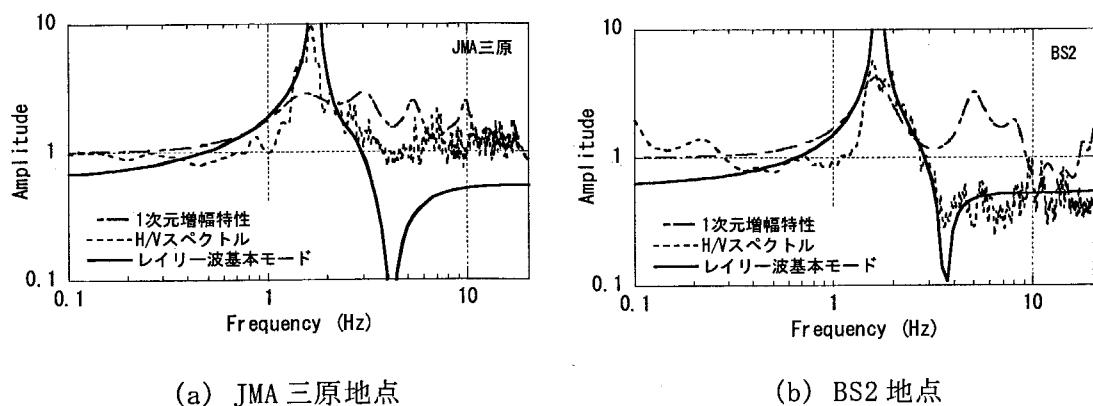 10
JMA三原
Amplitude
1
1次元増幅特性
H/Vスペクトル
レイリー波基本モード
0.1
0.1
1
10
Frequency (Hz)
(a) JMA三原地点
10
BS2
Amplitude
1
1次元増幅特性
H/Vスペクトル
レイリー波基本モード
0.1
0.1
1
10
Frequency (Hz)
(b) BS2地点